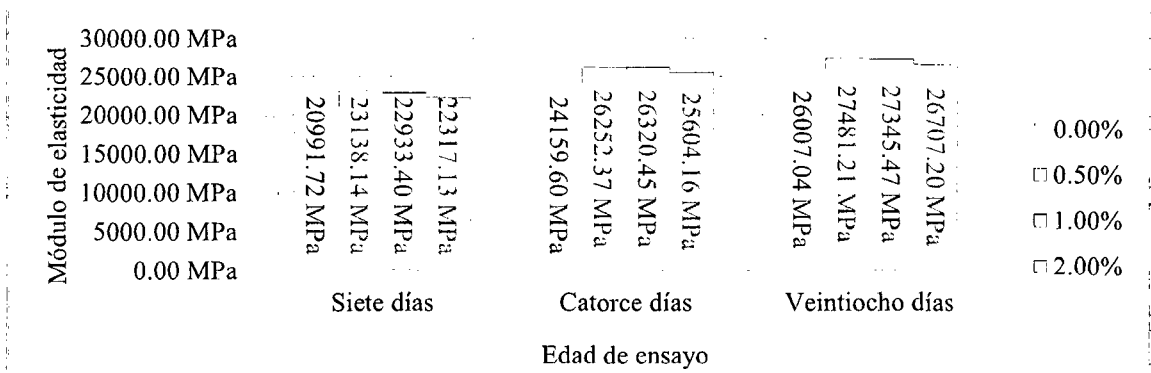 Módulo de elasticidad
30000.00 MPa
25000.00 MPa
20000.00 MPa
15000.00 MPa
10000.00 MPa
5000.00 MPa
0.00 MPa
20991.72 MPa
23138.14 MPa
22933.40 MPa
22317.13 MPa
24159.60 MPa
26252.37 MPa
26320.45 MPa
25604.16 MPa
26007.04 MPa
27481.21 MPa
27345.47 MPa
26707.20 MPa
Siete días
Catorce días
Veintiocho días
Edad de ensayo
0.00%
0.50%
1.00%
2.00%